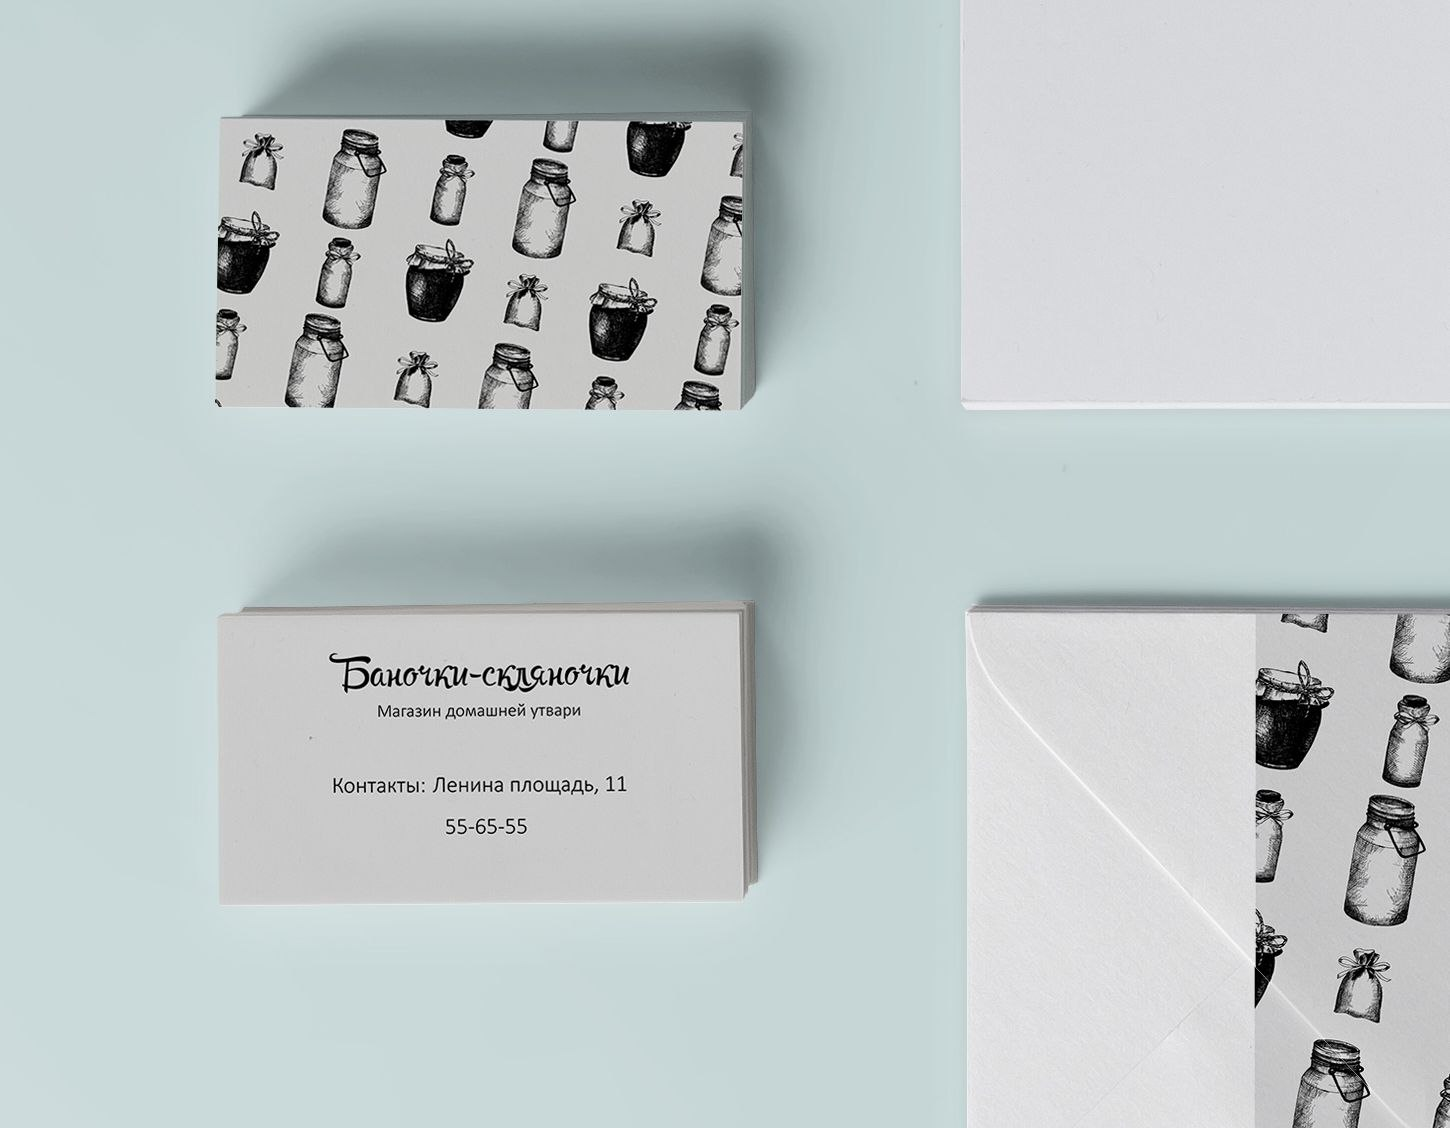 Баночки-скляночки
Магазин домашней утвари
Контакты: Ленина площадь, 11
55-65-55